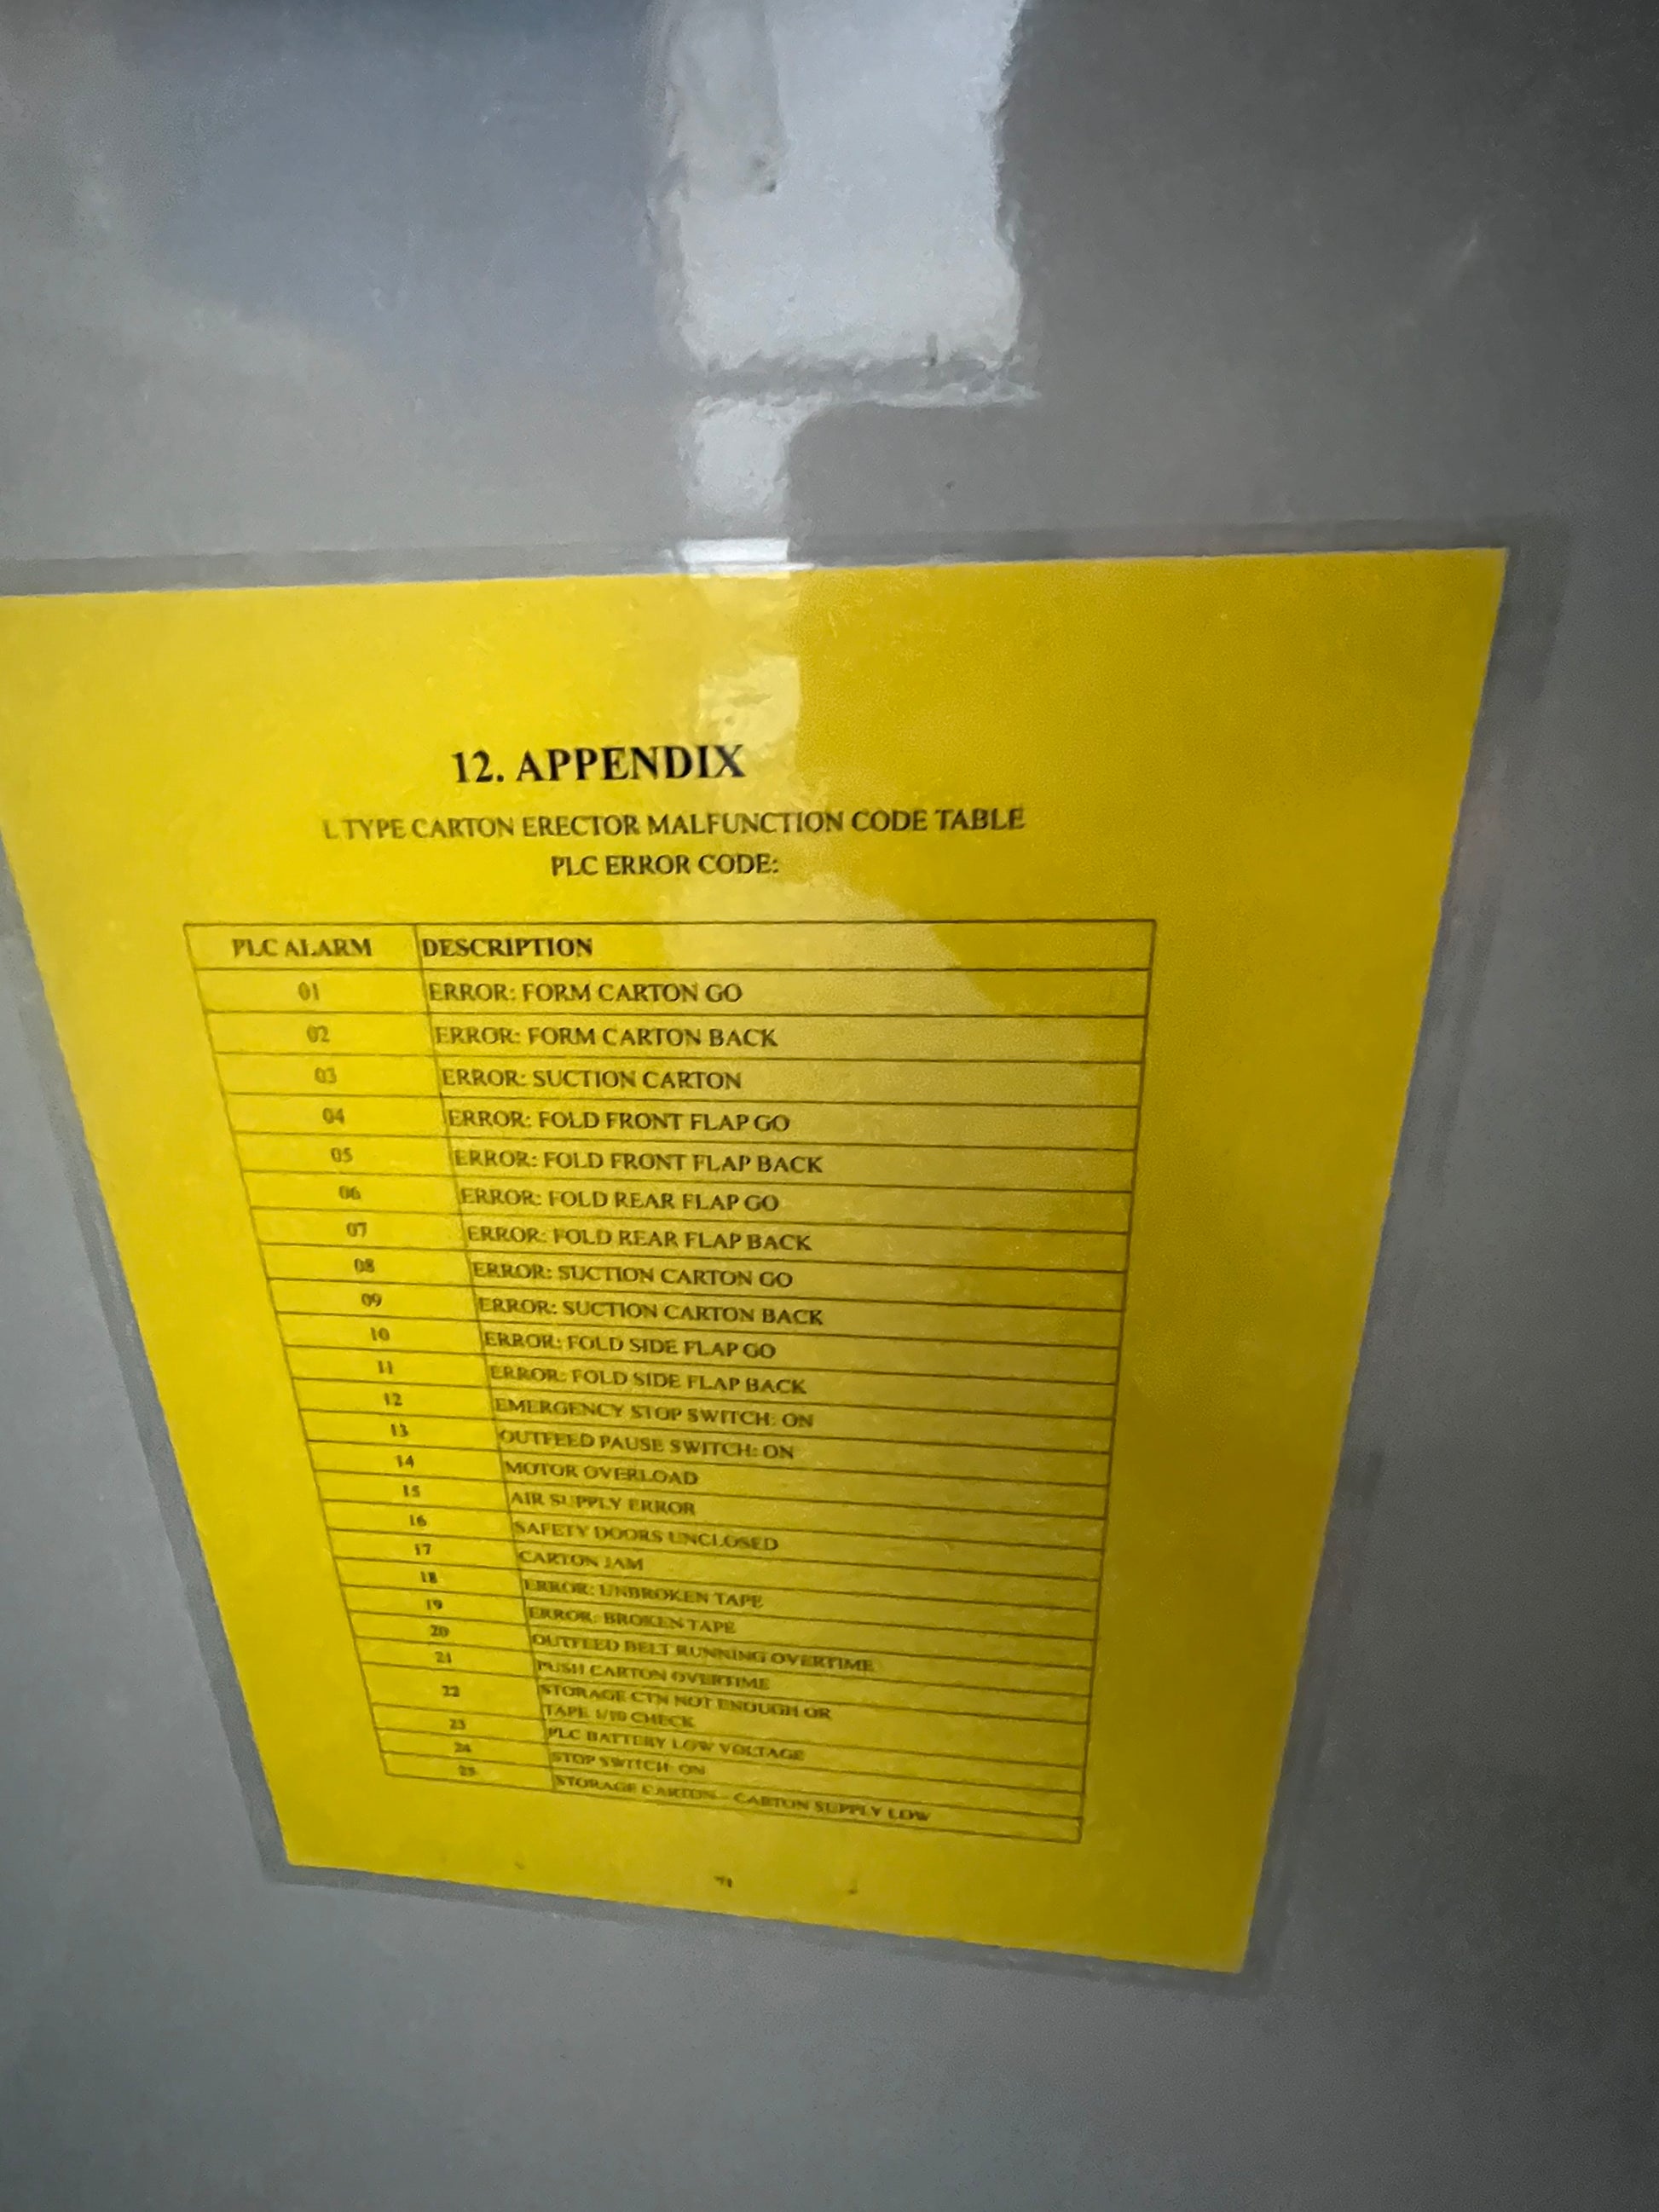 12. APPENDIX
L TYPE CARTON ERECTOR MALFUNCTION CODE TABLE
PLC ERROR CODE:
PLC ALARM DESCRIPTION
01 ERROR: FORM CARTON GO
02 ERROR: FORM CARTON BACK
03 ERROR: SUCTION CARTON
04 ERROR: FOLD FRONT FLAP GO
05 ERROR: FOLD FRONT FLAP BACK
06 ERROR: FOLD REAR FLAP GO
07 ERROR: FOLD REAR FLAP BACK
08 ERROR: SUCTION CARTON GO
09 ERROR: SUCTION CARTON BACK
10 ERROR: FOLD SIDE FLAP GO
11 ERROR: FOLD SIDE FLAP BACK
12 EMERGENCY STOP SWITCH: ON
13 OUTFEED PAUSE SWITCH: ON
14 MOTOR OVERLOAD
15 AIR SUPPLY ERROR
16 SAFETY DOORS UNCLOSED
17 CARTON JAM
18 ERROR: UNBROKEN TAPE
19 ERROR: BROKEN TAPE
20 OUTFEED BELT RUNNING OVERTIME
21 PUSH CARTON OVERTIME
22 STORAGE CTN NOT ENOUGH OR
TAPE CHECK
23 PLC BATTERY LOW VOLTAGE
24 STOP SWITCH: ON
25 STORAGE CARTON - CARTON SUPPLY LOW